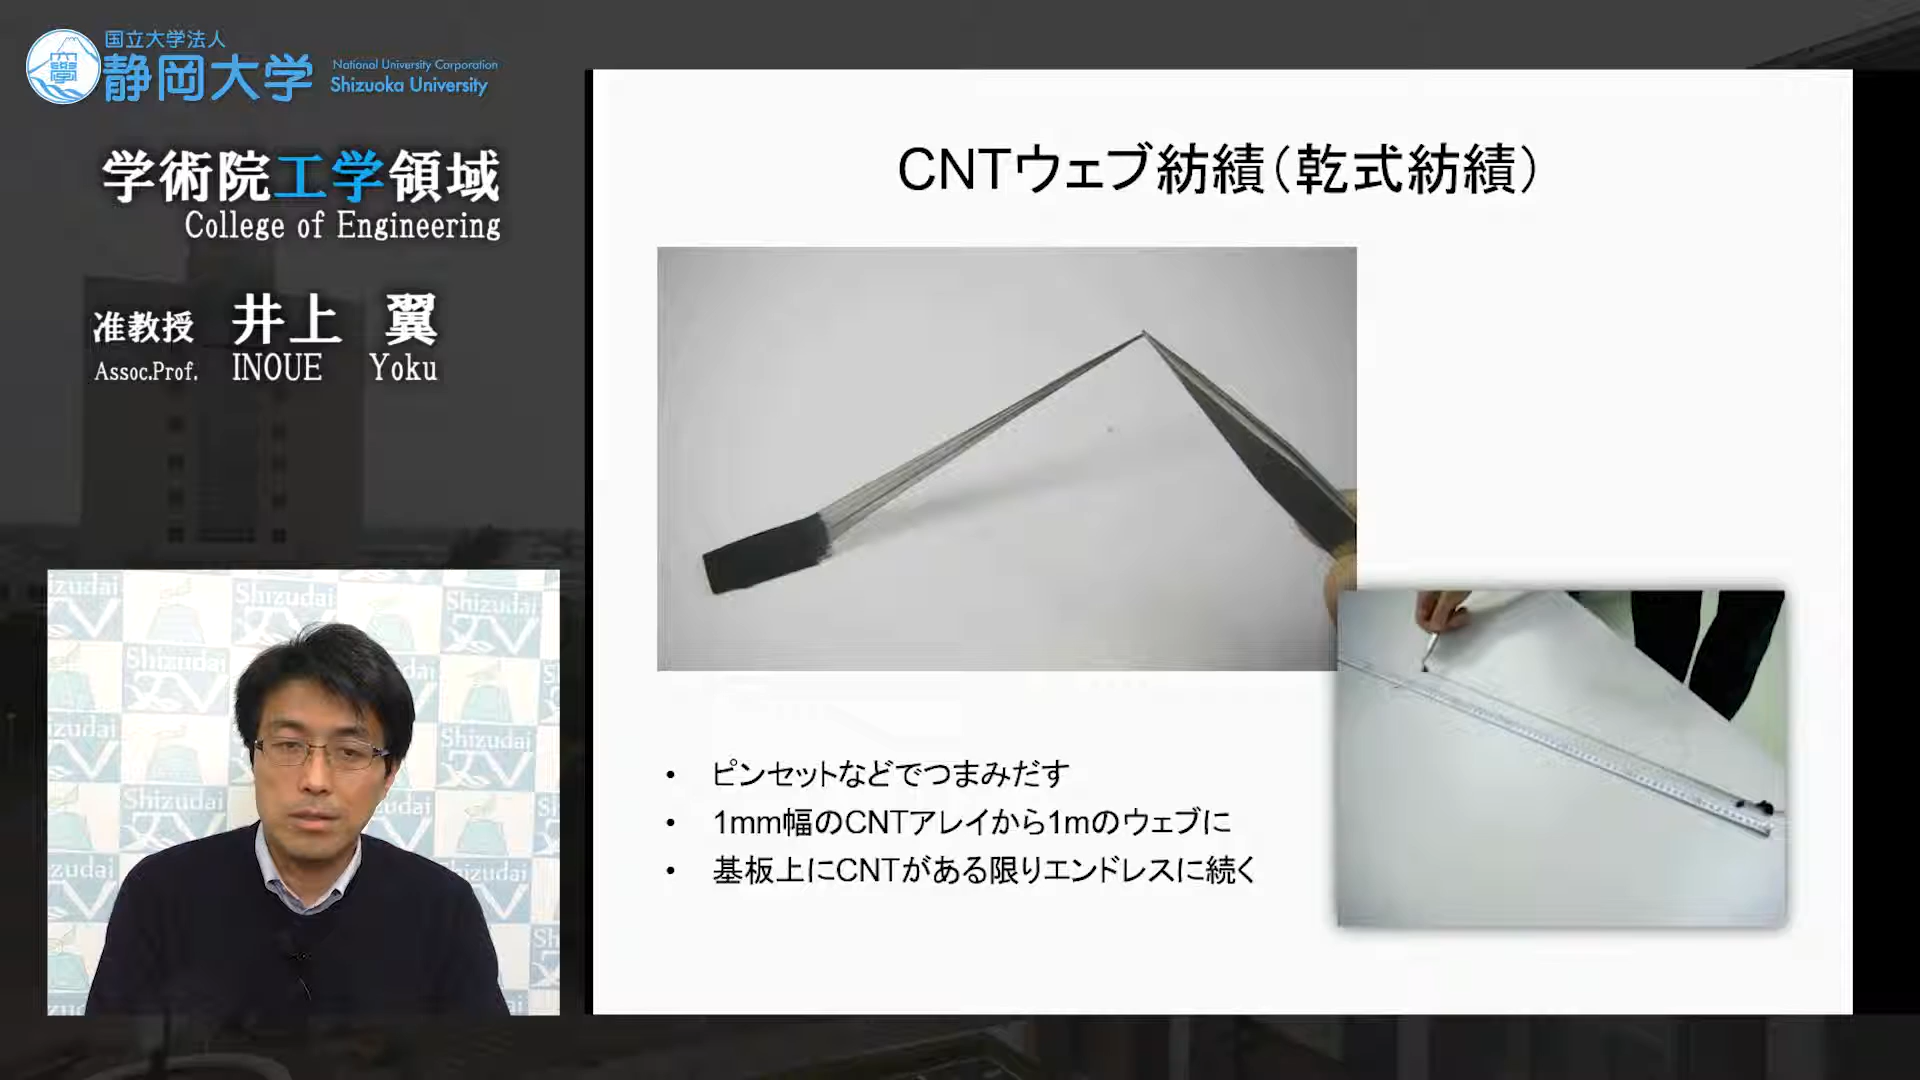 国立大学法人
静岡大学
National University Corporation
Shizuoka University
学術院工学領域
College of Engineering
准教授 井上 翼
Assoc.Prof. INOUE Yoku
CNTウェブ紡績（乾式紡績）
• ピンセットなどでつまみだす
• 1mm幅のCNTアレイから1mのウェブに
• 基板上にCNTがある限りエンドレスに続く
Shizudai
TV